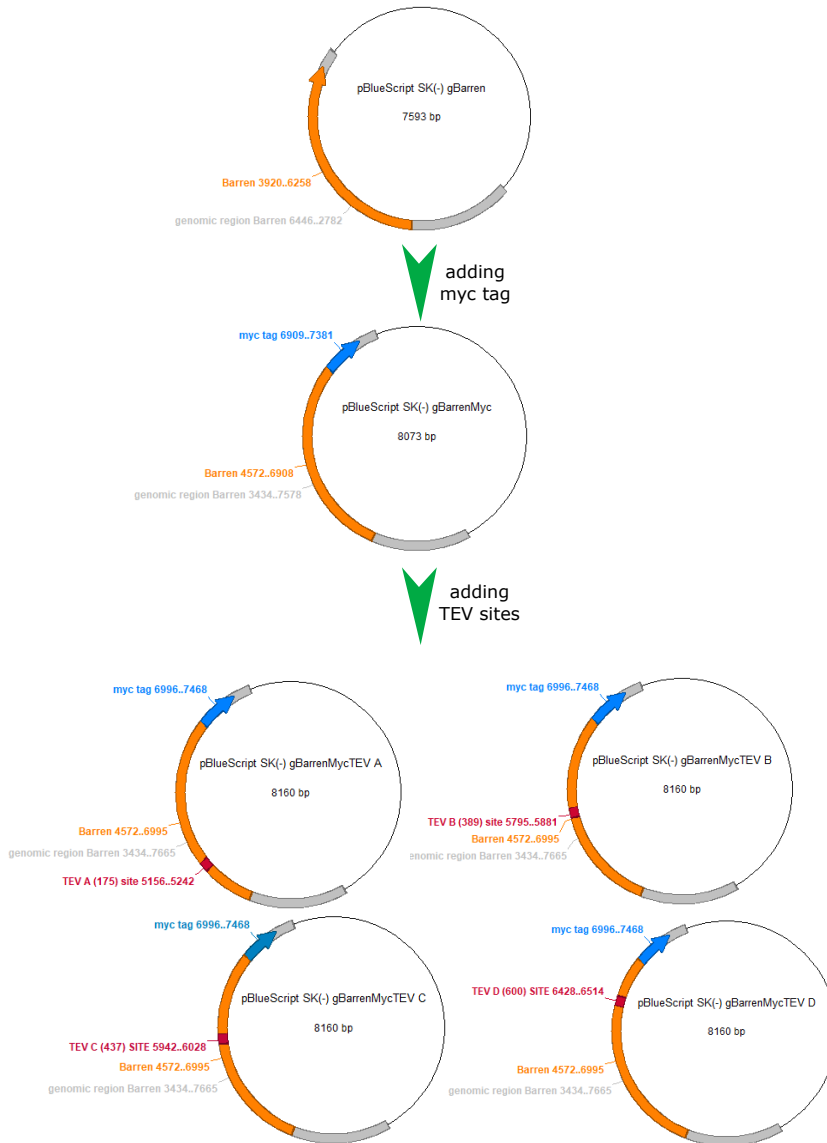 pBlueScript SK(-) gBarren
7593 bp
Barren 3920..6258
genomic region Barren 6446..2782
adding
myc tag
myc tag 6909..7381
pBlueScript SK(-) gBarrenMyc
8073 bp
Barren 4572..6908
genomic region Barren 3434..7578
adding
TEV sites
myc tag 6996..7468
pBlueScript SK(-) gBarrenMycTEV A
8160 bp
Barren 4572..6995
genomic region Barren 3434..7665
TEV A (175) site 5156..5242
myc tag 6996..7468
pBlueScript SK(-) gBarrenMycTEV B
8160 bp
TEV B (389) site 5795..5881
Barren 4572..6995
genomic region Barren 3434..7665
myc tag 6996..7468
pBlueScript SK(-) gBarrenMycTEV C
8160 bp
TEV C (437) SITE 5942..6028
Barren 4572..6995
genomic region Barren 3434..7665
myc tag 6996..7468
TEV D (600) SITE 6428..6514
pBlueScript SK(-) gBarrenMycTEV D
8160 bp
Barren 4572..6995
genomic region Barren 3434..7665